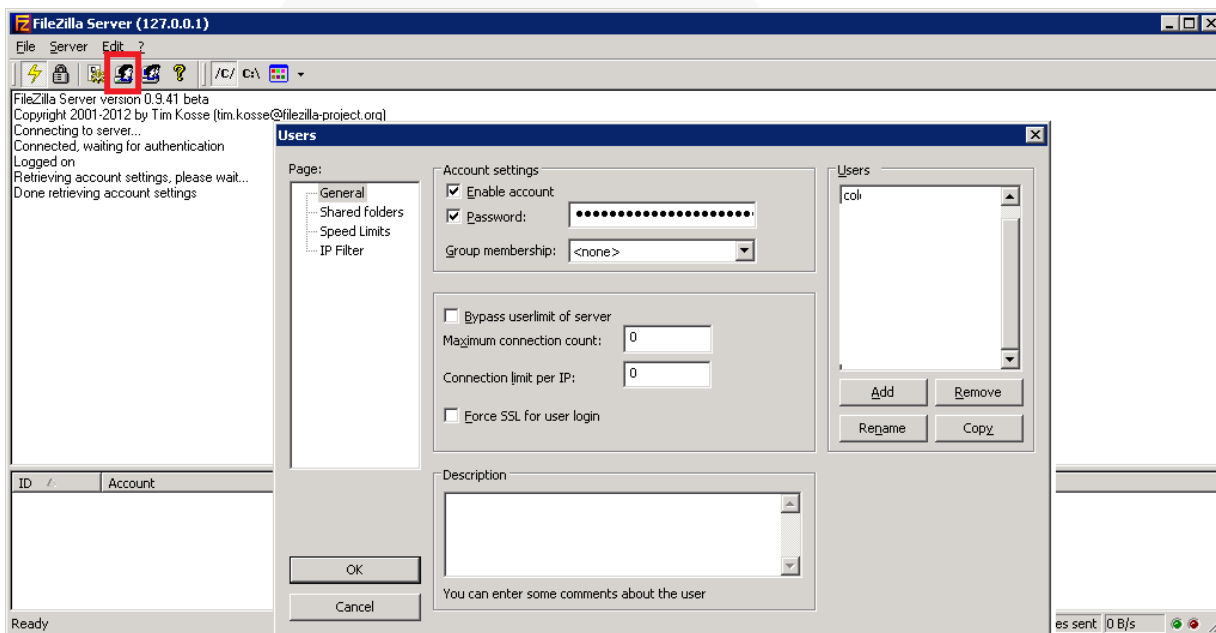 FileZilla Server (127.0.0.1)
File Server Edit ?
/C/ C:\
FileZilla Server version 0.9.41 beta
Copyright 2001-2012 by Tim Kosse (tim.kosse@filezilla-project.org)
Connecting to server...
Connected, waiting for authentication
Logged on
Retrieving account settings, please wait...
Done retrieving account settings
ID Account
Ready
Users
Page:
General
Shared folders
Speed Limits
IP Filter
OK
Cancel
Account settings
Enable account
Password:
Group membership: <none>
Bypass userlimit of server
Maximum connection count: 0
Connection limit per IP: 0
Force SSL for user login
Description
You can enter some comments about the user
Users
Add Remove
Rename Copy
sent 0 B/s